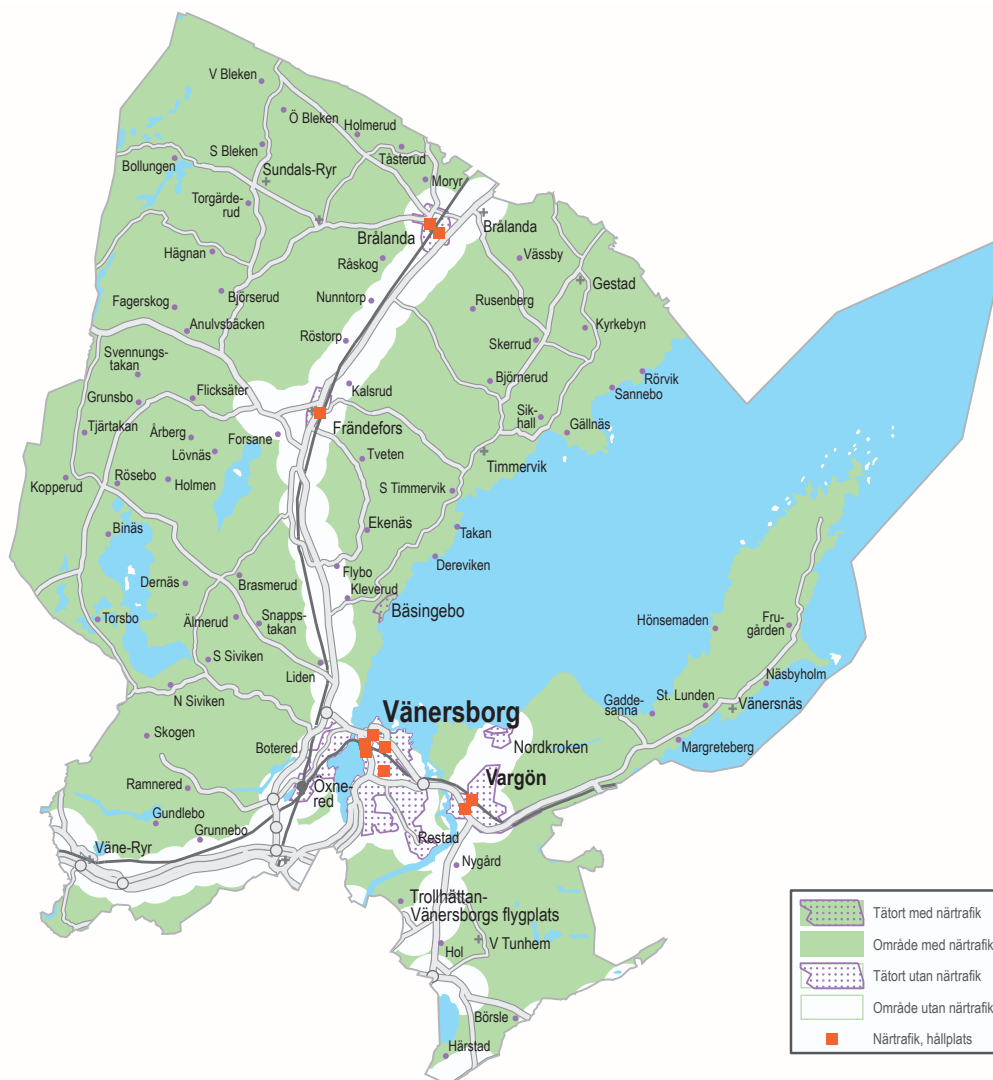 V Bleken
Ö Bleken
Holmerud
S Bleken
Tåsterud
Bollungen
Sundals-Ryr
Moryr
Torgärde-
rud
Brålanda
Brålanda
Hägnan
Råskog
Vässby
Gestad
Björserud
Nunntorp
Fagerskog
Rusenberg
Anulvsbäcken
Kyrkebyn
Röstorp
Skerrud
Svennungs-
takan
Rörvik
Björnerud
Sannebo
Kalsrud
Flicksäter
Grunsbo
Sik-
hall
Tjärtakan
Årberg
Forsane
Frändefors
Gällnäs
Lövnäs
Tveten
Timmervik
Kopperud
Rösebo
Holmen
S Timmervik
Binäs
Ekenäs
Takan
Dereviken
Flybo
Dernäs
Brasmerud
Kleverud
Bäsingebo
Torsbo
Älmerud
Snapps-
takan
Hönsemaden
Fru-
gården
S Siviken
Liden
Näsbyholm
N Siviken
Gadde-
sanna
St. Lunden
Vänersnäs
Vänersborg
Skogen
Botered
Nordkroken
Margreteberg
Ramnered
Oxne-
red
Vargön
Gundlebo
Grunnebo
Restad
Väne-Ryr
Nygård
Trollhättan-
Vänersborgs flygplats
Hol
V Tunhem
Börsle
Härstad
Tätort med närtrafik
Område med närtrafik
Tätort utan närtrafik
Område utan närtrafik
Närtrafik, hållplats